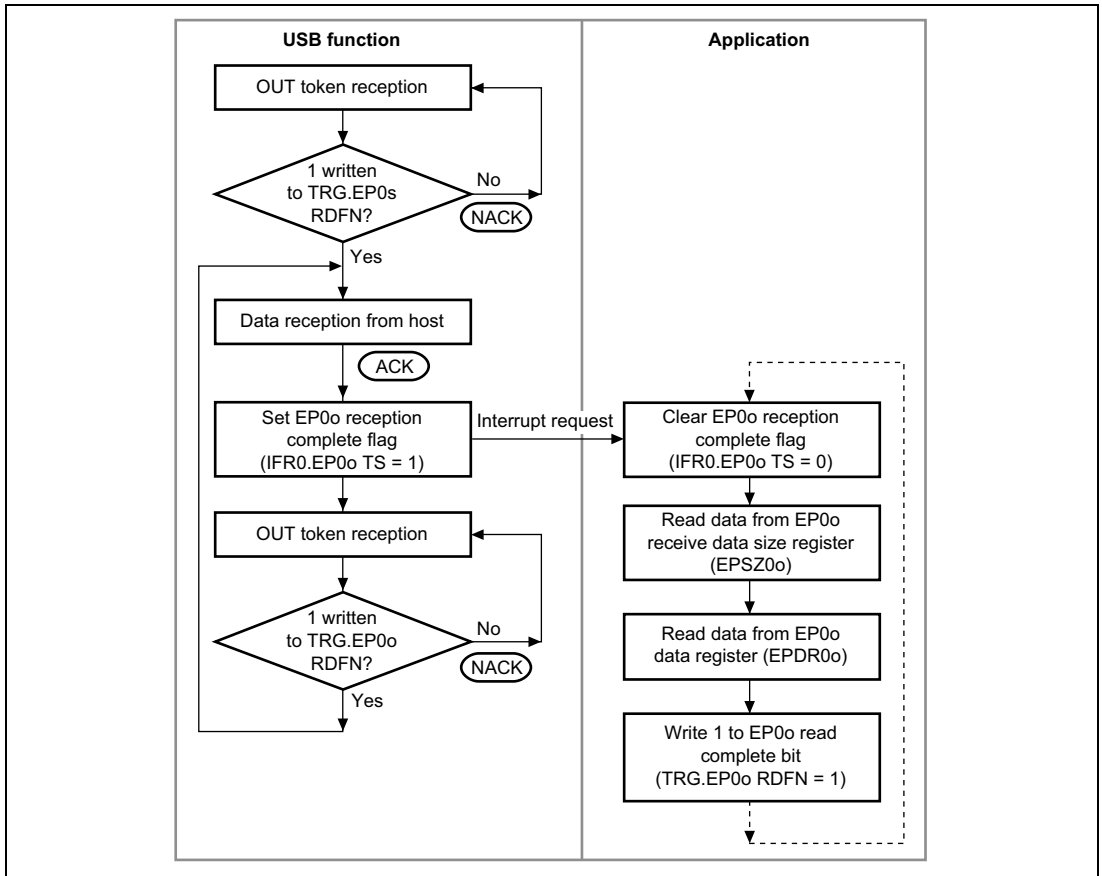 USB function
OUT token reception
1 written
to TRG.EP0s
RDFN?
No
NACK
Yes
Data reception from host
ACK
Set EP0o reception
complete flag
(IFR0.EP0o TS = 1)
Interrupt request
OUT token reception
1 written
to TRG.EP0o
RDFN?
No
NACK
Yes
Application
Clear EP0o reception
complete flag
(IFR0.EP0o TS = 0)
Read data from EP0o
receive data size register
(EPSZ0o)
Read data from EP0o
data register (EPDR0o)
Write 1 to EP0o read
complete bit
(TRG.EP0o RDFN = 1)